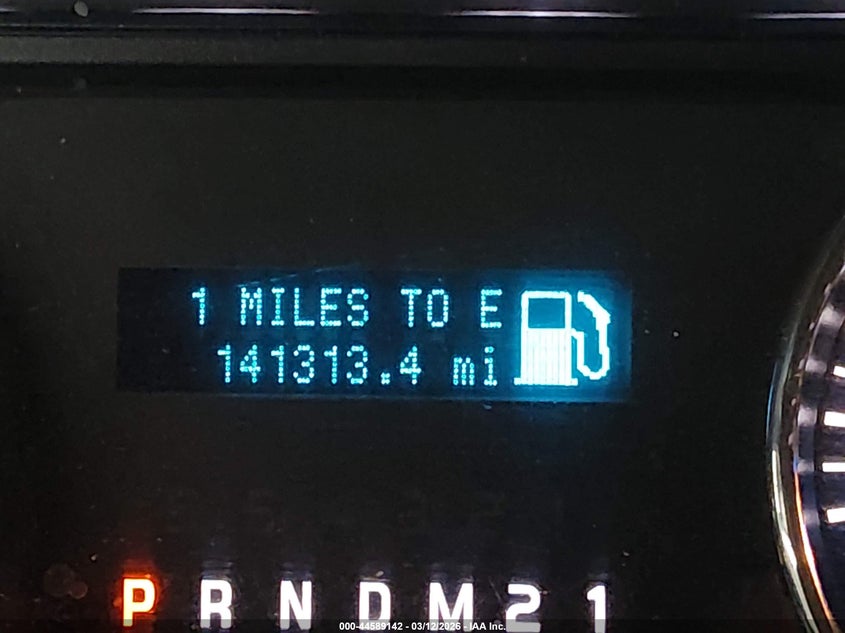 1 MILES TO E
141313.4 mi
P R N D M 2 1
000-44589142 - 03/12/2026 - IAA Inc.